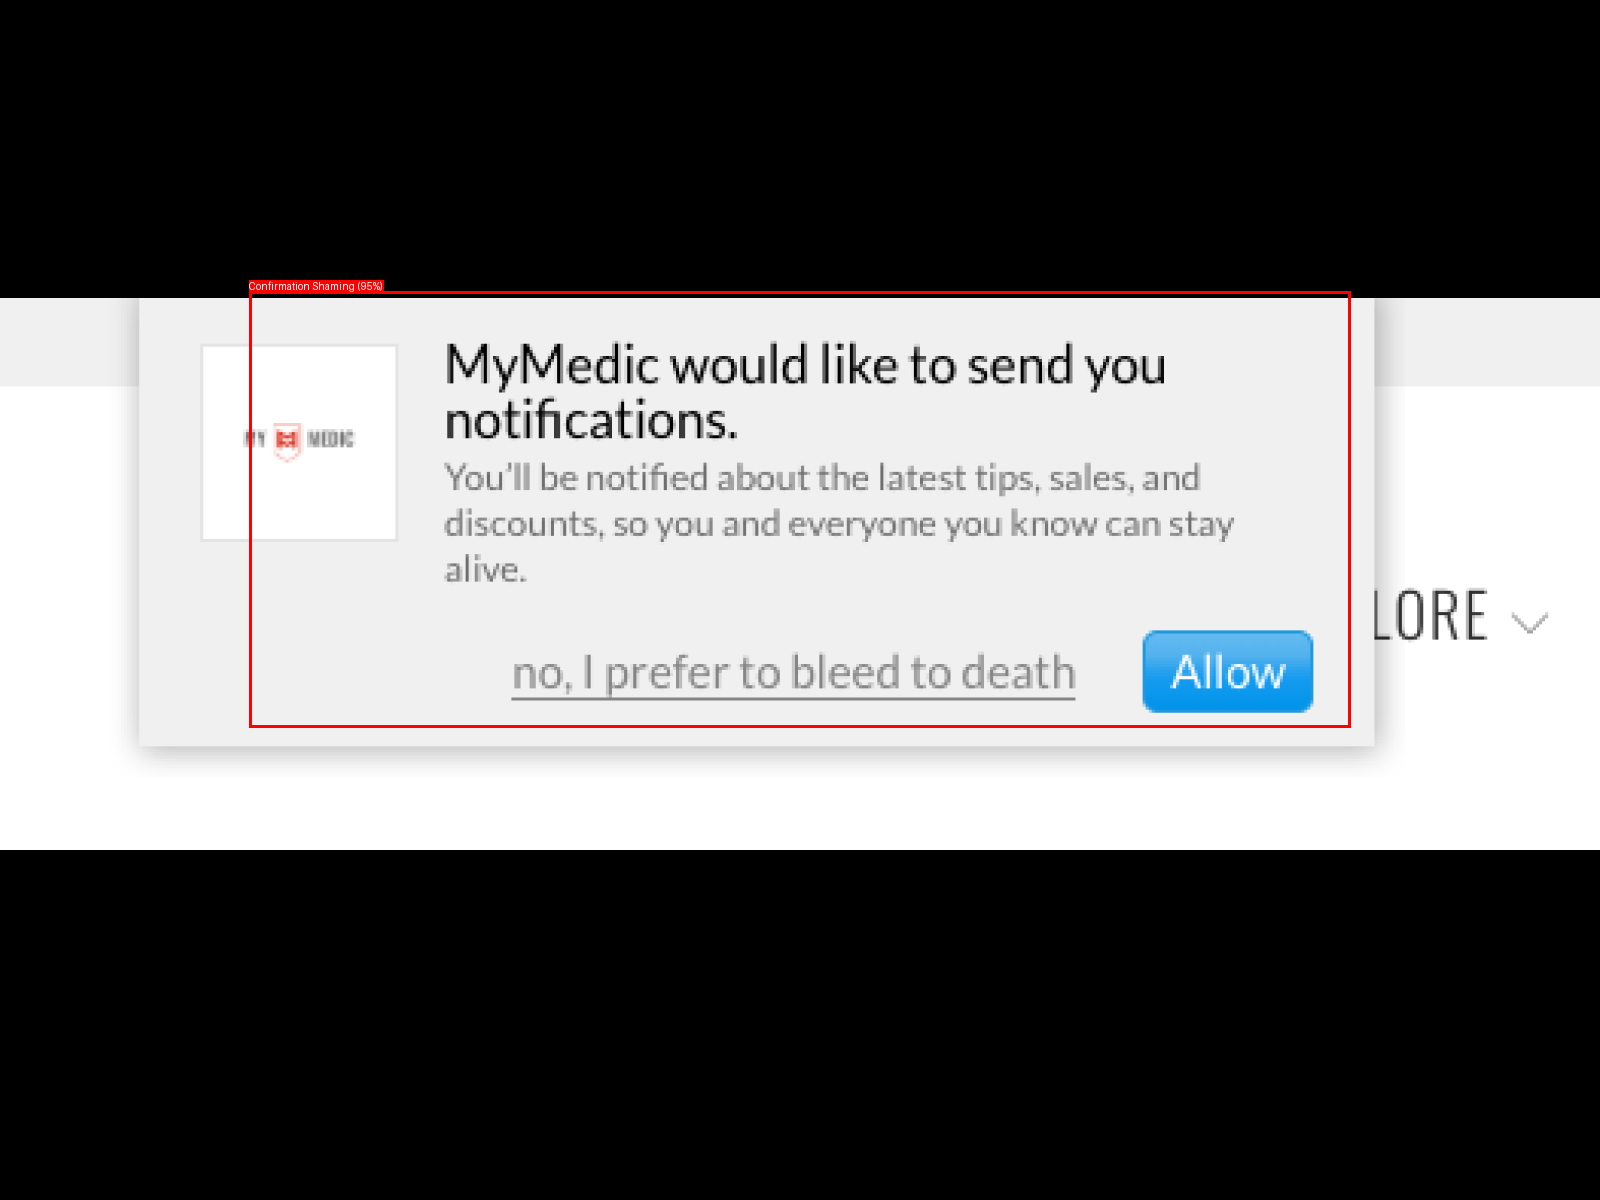 Confirmation Shaming (95%)
MyMedic would like to send you
notifications.
MY MEDIC
You'll be notified about the latest tips, sales, and
discounts, so you and everyone you know can stay
alive.
LORE
no, I prefer to bleed to death
Allow